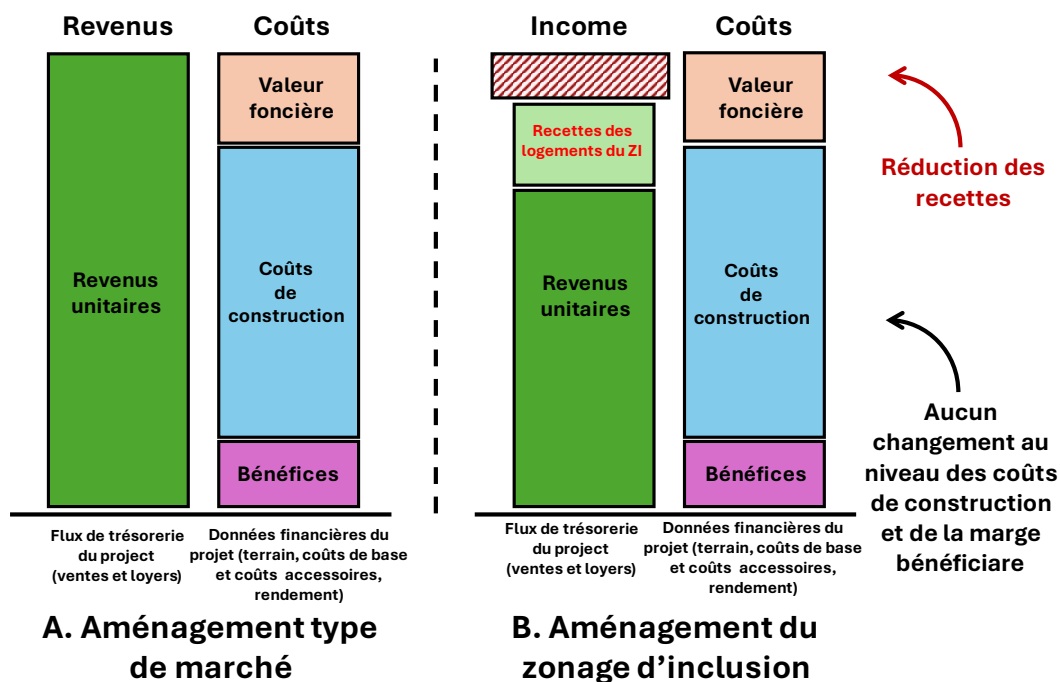 Revenus
Coûts
Valeur
foncière
Revenus
unitaires
Coûts
de
construction
Bénéfices
Flux de trésorerie
du project
(ventes et loyers)
Données financières du
projet (terrain, coûts de base
et coûts accessoires,
rendement)
A. Aménagement type
de marché
Income
Coûts
Recettes des
logements du ZI
Valeur
foncière
Revenus
unitaires
Coûts
de
construction
Bénéfices
Flux de trésorerie
du project
(ventes et loyers)
Données financières du
projet (terrain, coûts de base
et coûts accessoires,
rendement)
B. Aménagement du
zonage d’inclusion
Réduction des
recettes
Aucun
changement au
niveau des coûts
de construction
et de la marge
bénéficiare